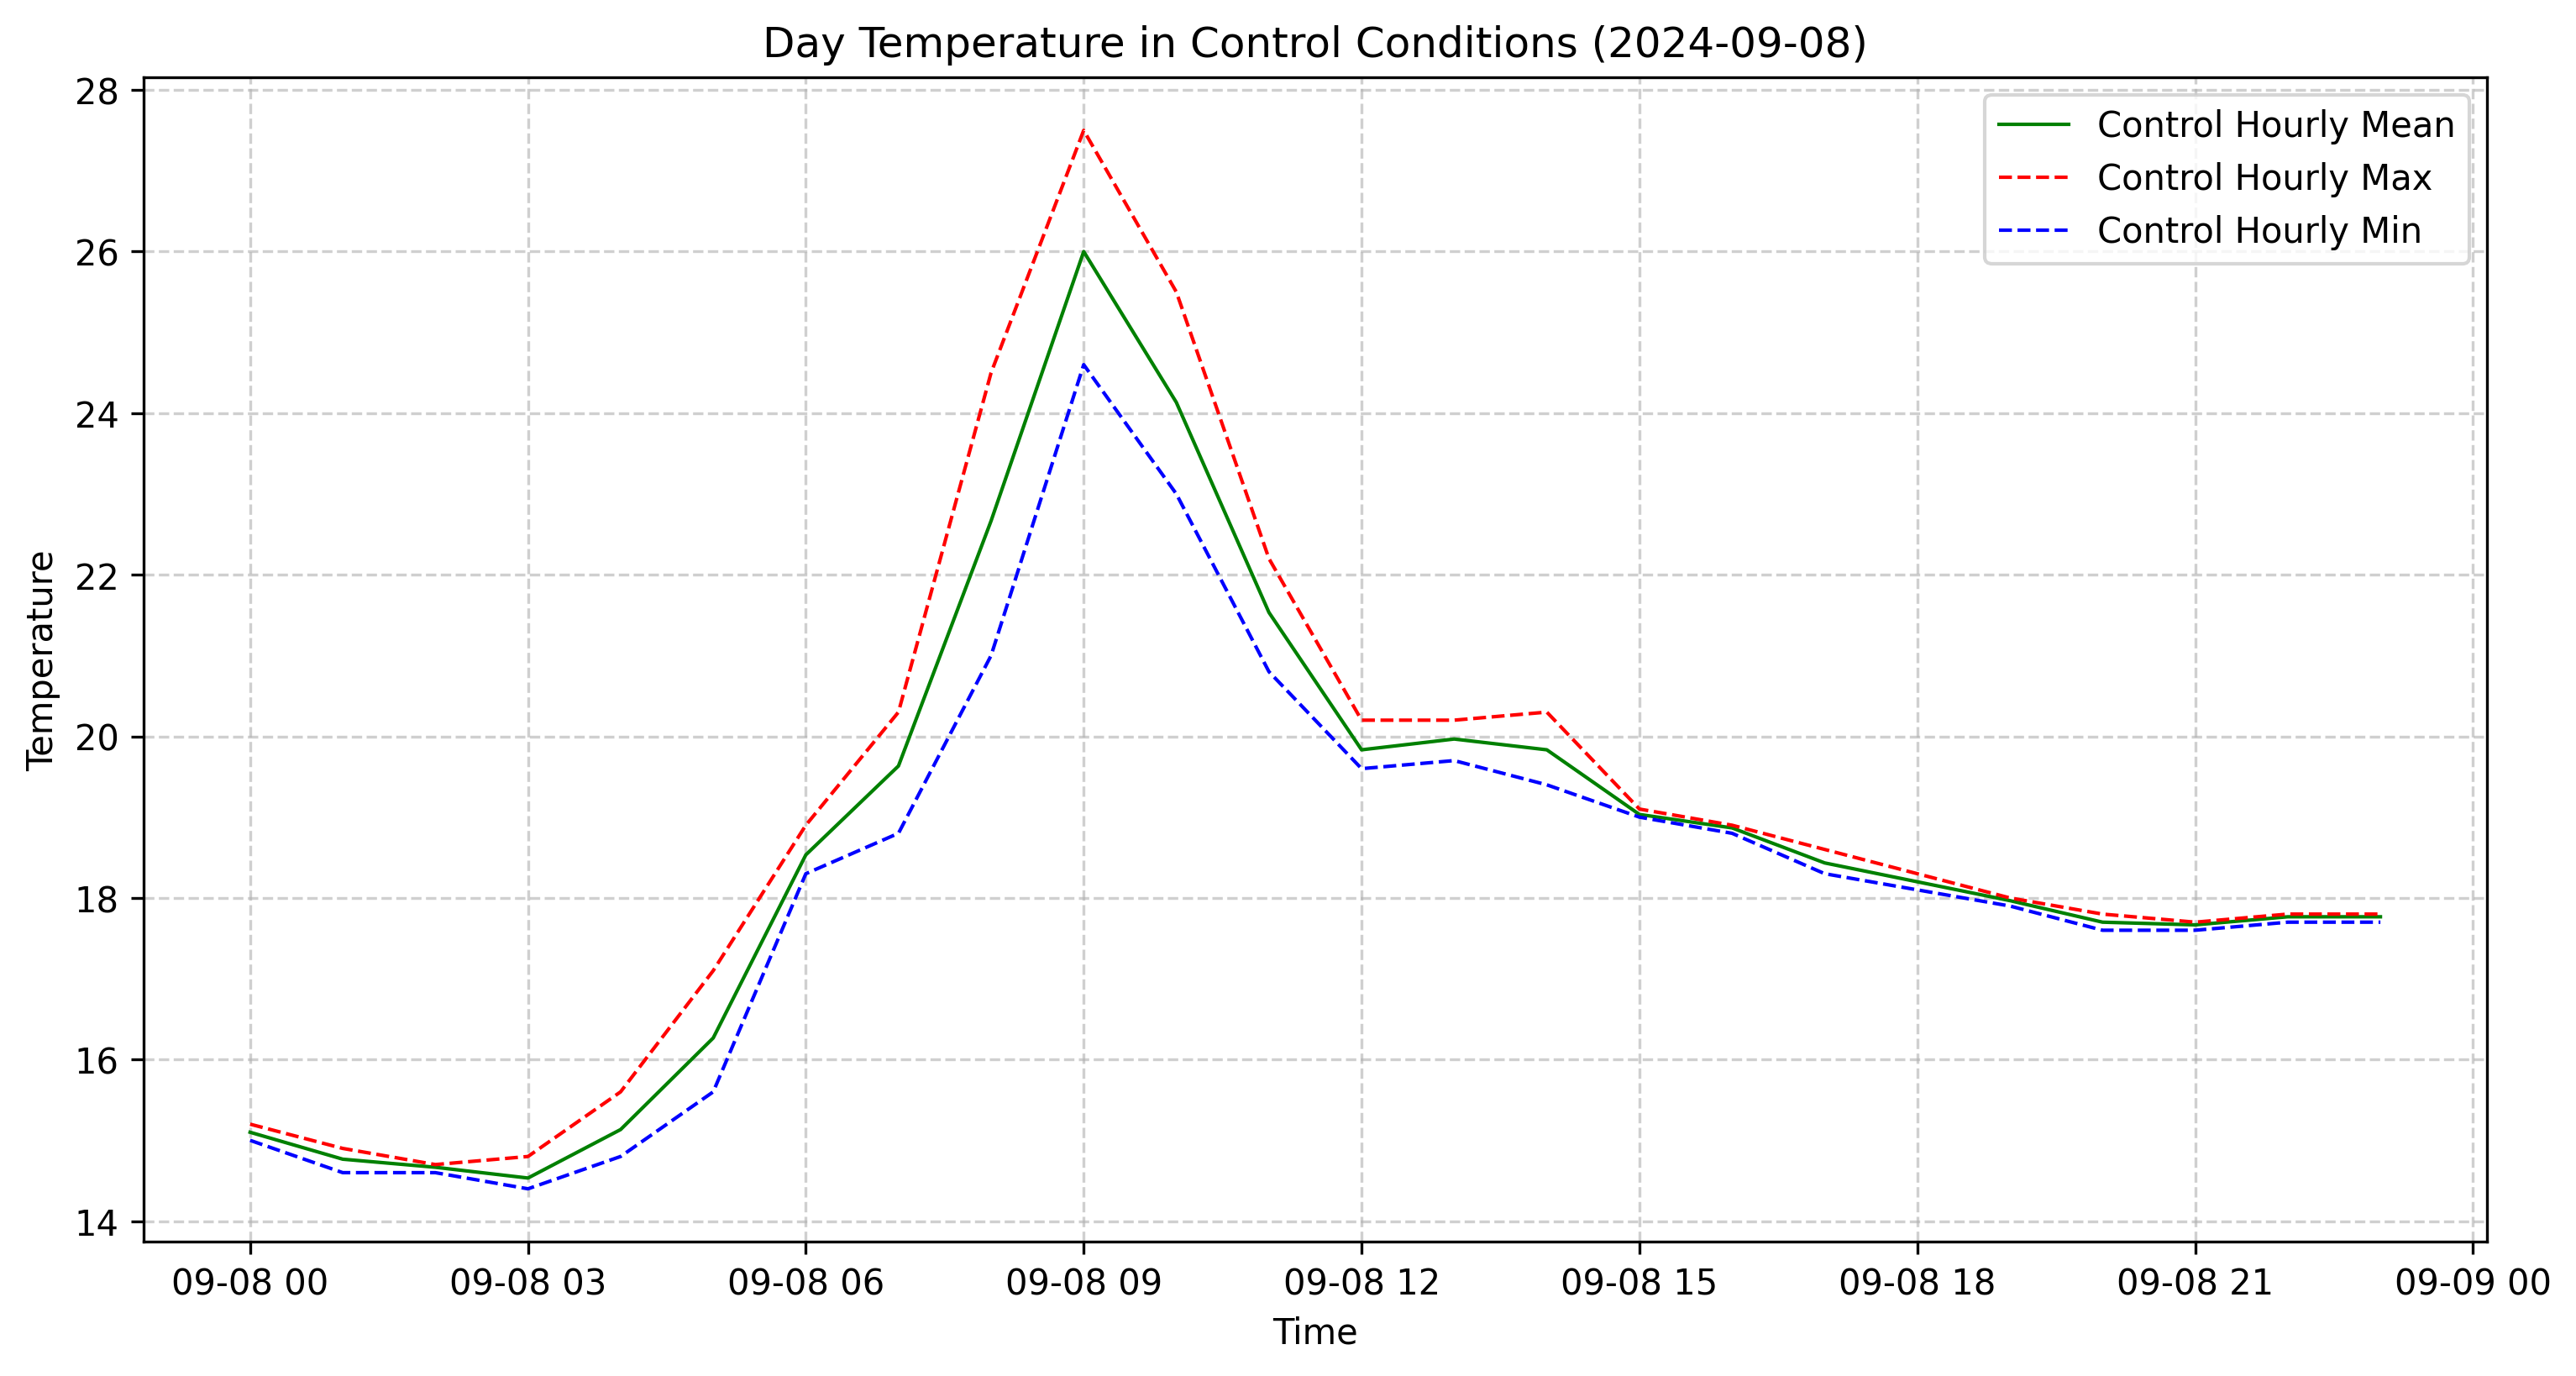 Day Temperature in Control Conditions (2024-09-08)
Control Hourly Mean
Control Hourly Max
Control Hourly Min
Temperature
28
26
24
22
20
18
16
14
09-08 00 09-08 03 09-08 06 09-08 09 09-08 12 09-08 15 09-08 18 09-08 21 09-09 00
Time